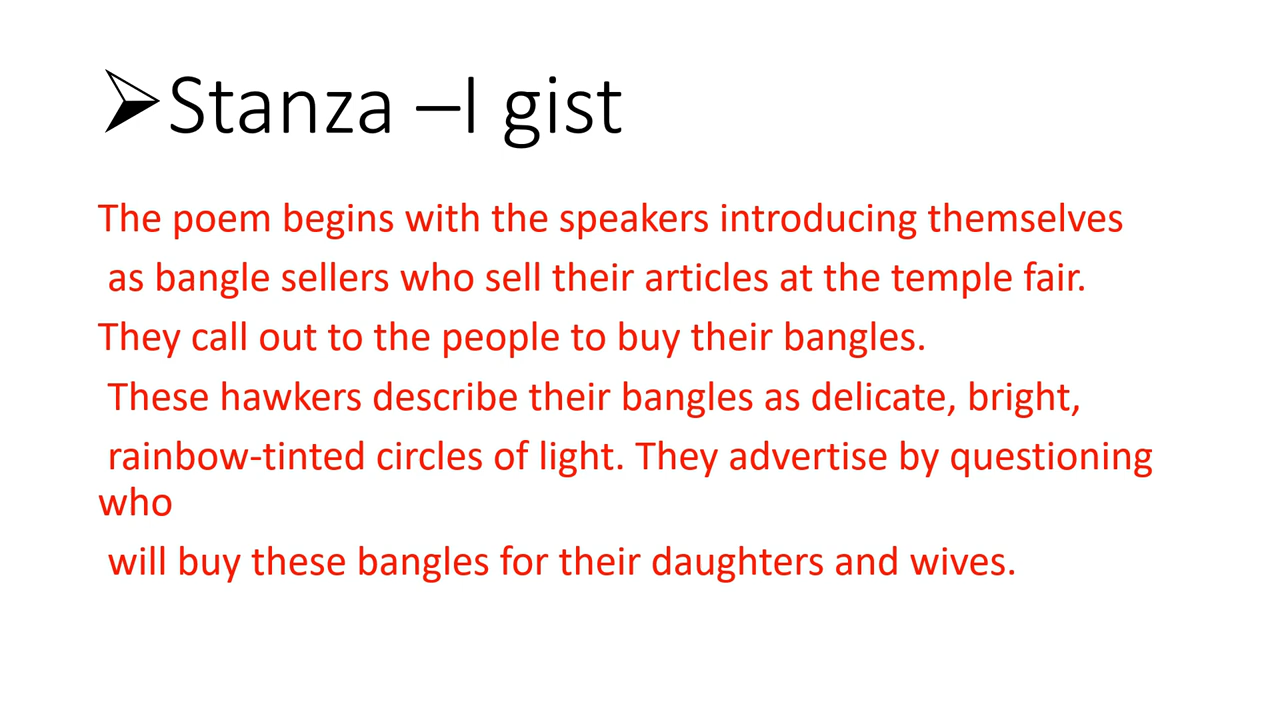 ➢Stanza –I gist
The poem begins with the speakers introducing themselves
as bangle sellers who sell their articles at the temple fair.
They call out to the people to buy their bangles.
These hawkers describe their bangles as delicate, bright,
rainbow-tinted circles of light. They advertise by questioning
who
will buy these bangles for their daughters and wives.